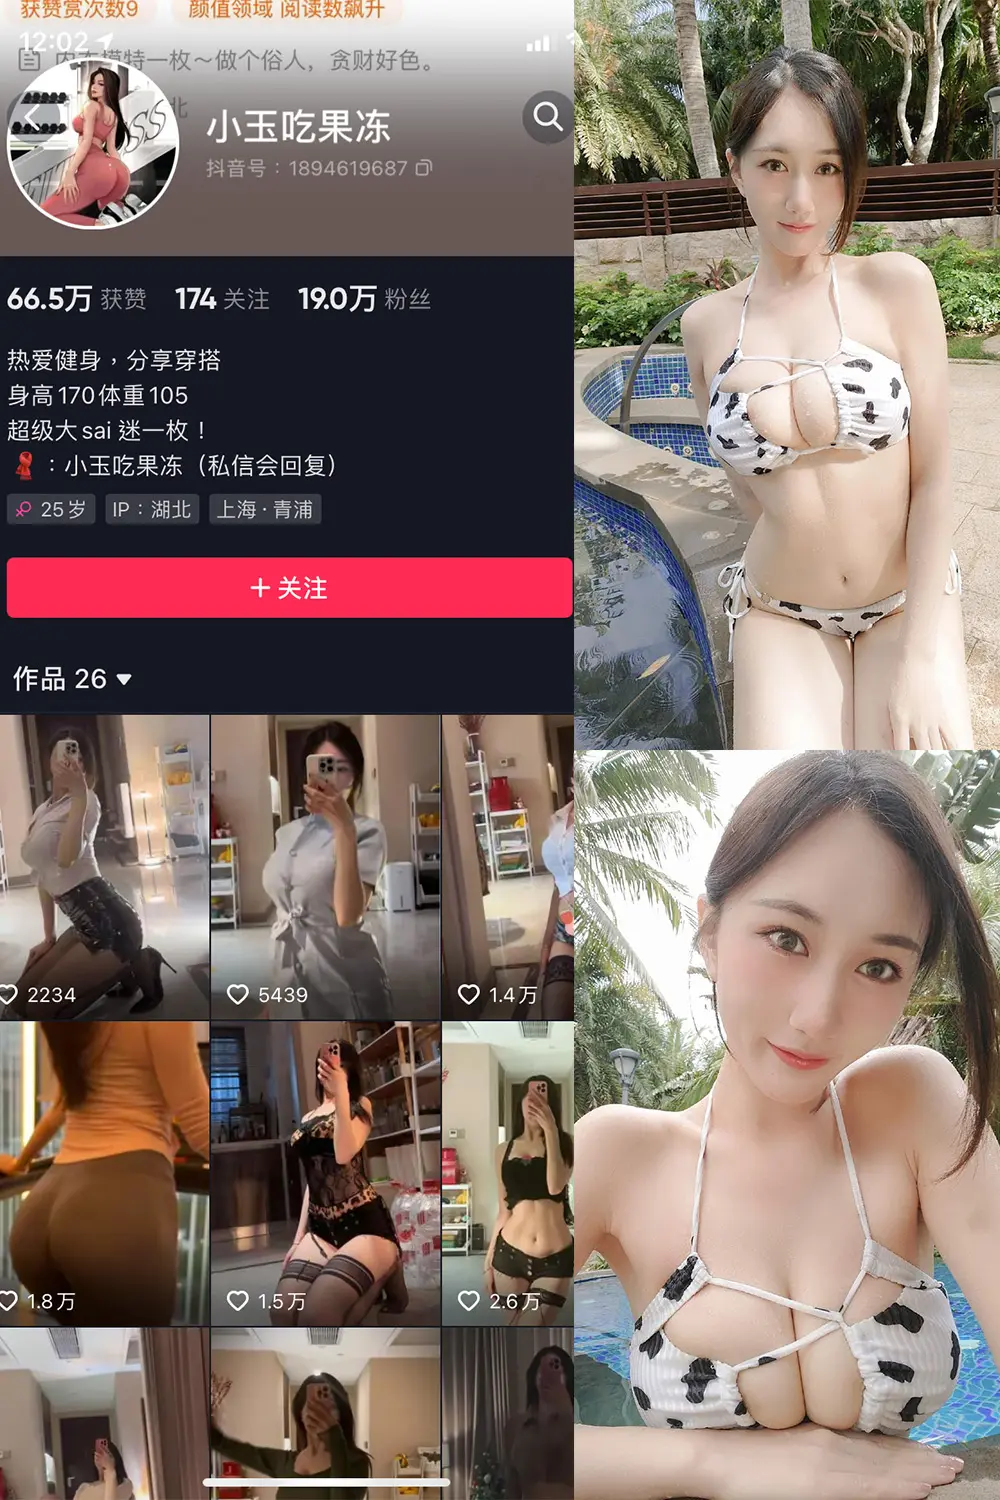 获赞赏次数9 颜值领域 阅读数飙升
12:02
内衣模特一枚～做个俗人，贪财好色。
小玉吃果冻
抖音号：1894619687
66.5万 获赞 174 关注 19.0万 粉丝
热爱健身，分享穿搭
身高170体重105
超级大sai 迷一枚！
：小玉吃果冻（私信会回复）
25岁 IP：湖北 上海·青浦
+ 关注
作品 26
2234 5439 1.4万
1.8万 1.5万 2.6万